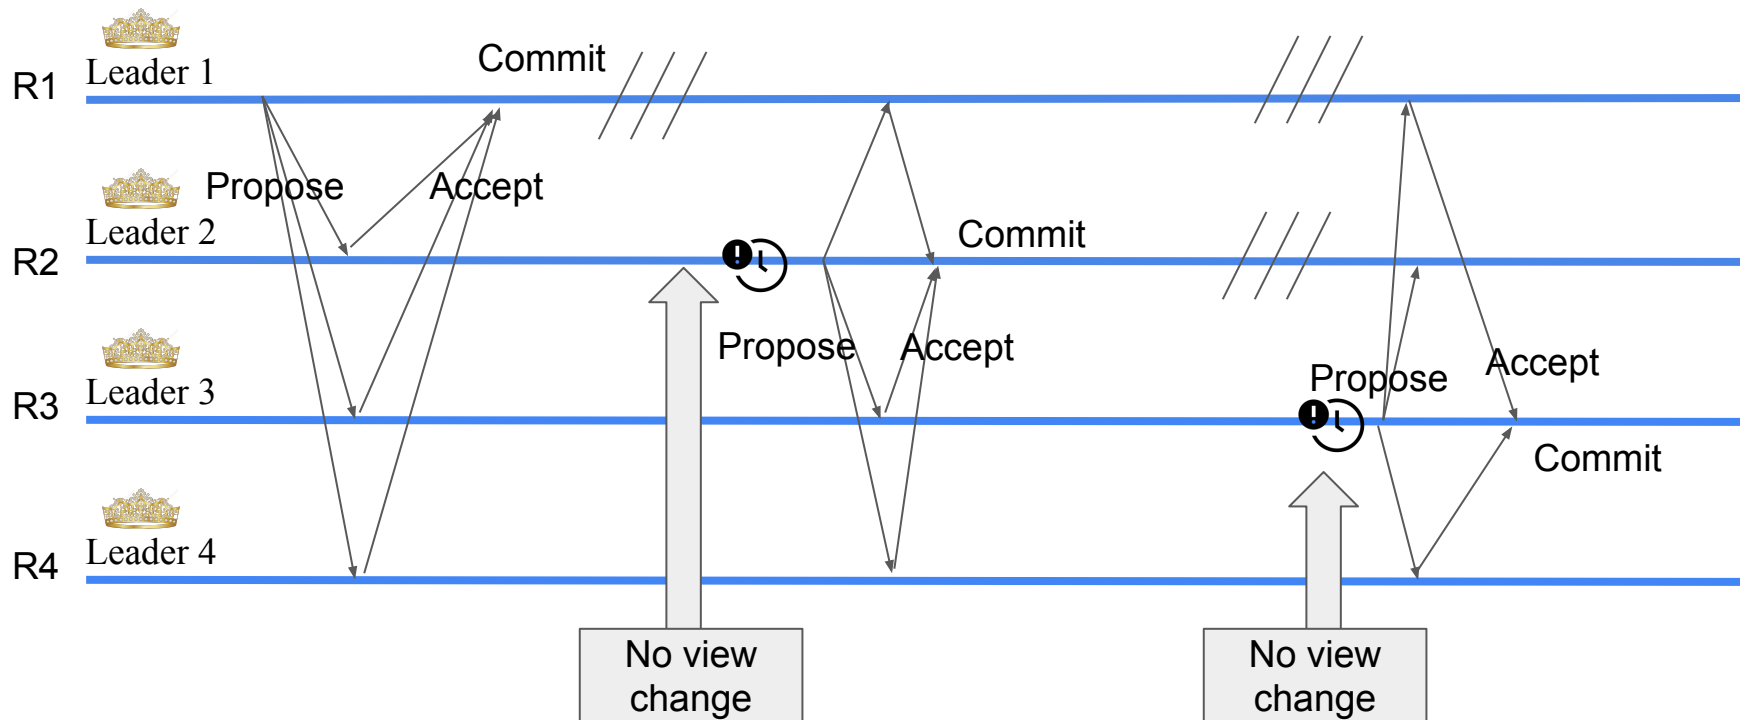 Leader 1
R1
Commit
Propose
Accept
Leader 2
R2
Commit
Propose
Accept
Leader 3
R3
Propose
Accept
Commit
Leader 4
R4
No view
change
No view
change